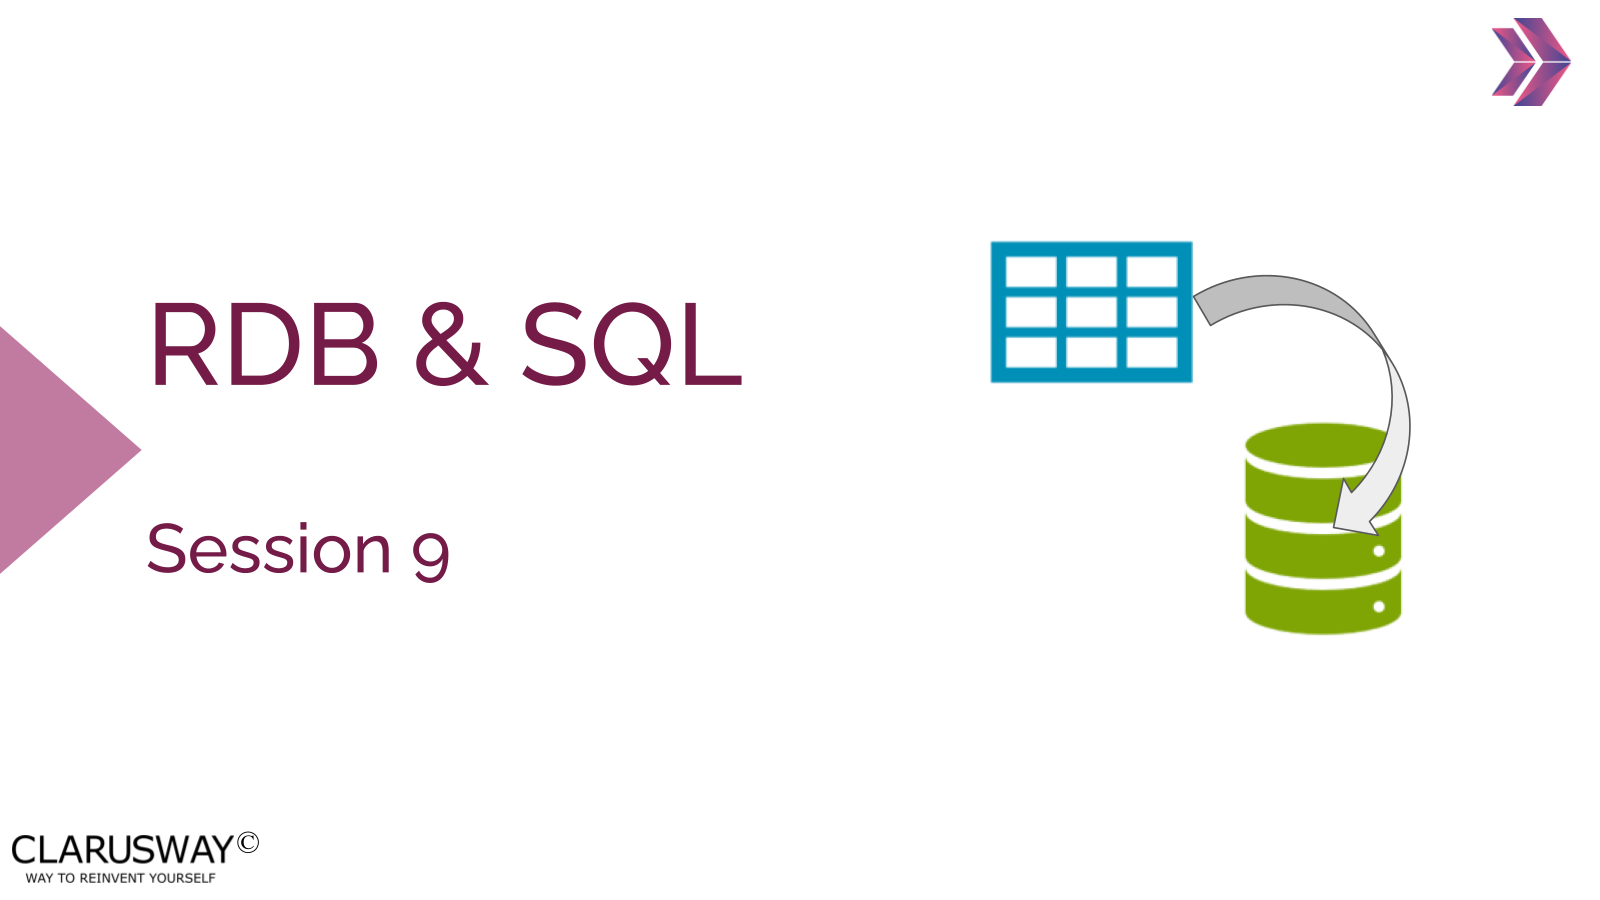 RDB & SQL
Session 9
CLARUSWAY©
WAY TO REINVENT YOURSELF